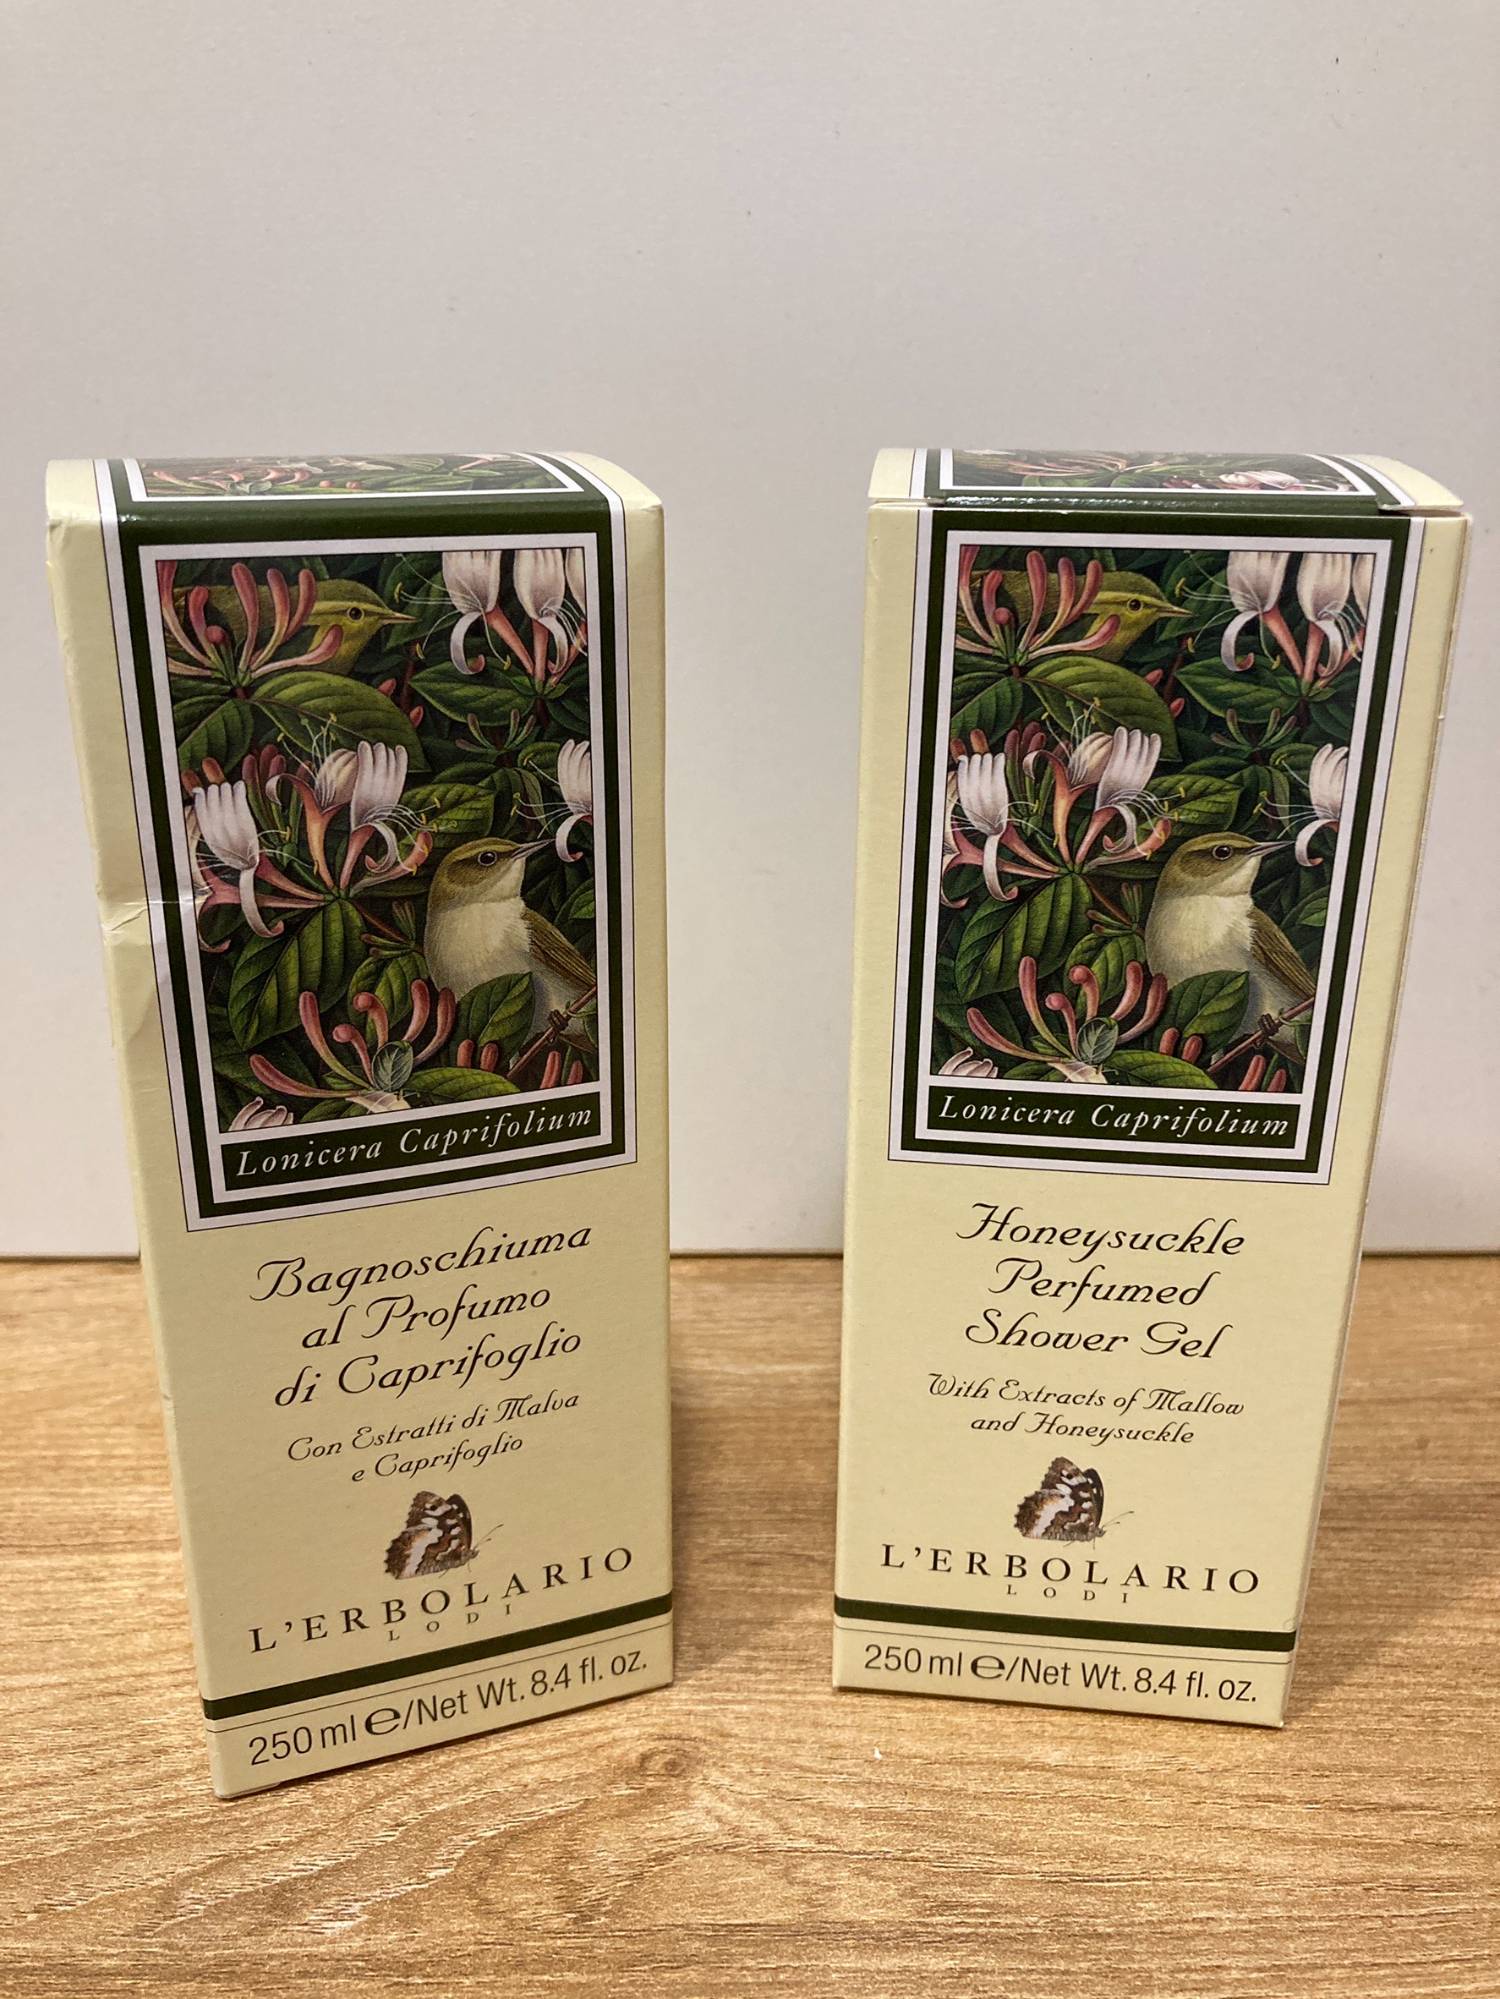 Lonicera Caprifolium
Bagnoschiuma
al Profumo
di Caprifoglio
Con Estratti di Malva
e Caprifoglio
L'ERBOLARIO
LODI
250 ml ℮/Net Wt. 8.4 fl. oz.
Lonicera Caprifolium
Honeysuckle
Perfumed
Shower Gel
With Extracts of Mallow
and Honeysuckle
L'ERBOLARIO
LODI
250 ml ℮/Net Wt. 8.4 fl. oz.